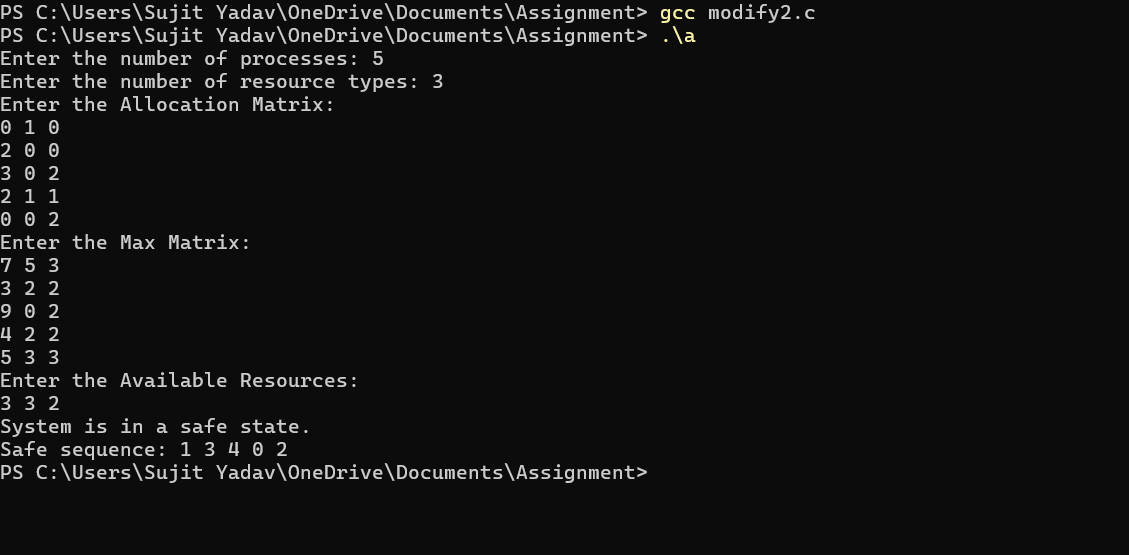 PS C:\Users\Sujit Yadav\OneDrive\Documents\Assignment> gcc modify2.c
PS C:\Users\Sujit Yadav\OneDrive\Documents\Assignment> .\a
Enter the number of processes: 5
Enter the number of resource types: 3
Enter the Allocation Matrix:
0 1 0
2 0 0
3 0 2
2 1 1
0 0 2
Enter the Max Matrix:
7 5 3
3 2 2
9 0 2
4 2 2
5 3 3
Enter the Available Resources:
3 3 2
System is in a safe state.
Safe sequence: 1 3 4 0 2
PS C:\Users\Sujit Yadav\OneDrive\Documents\Assignment>